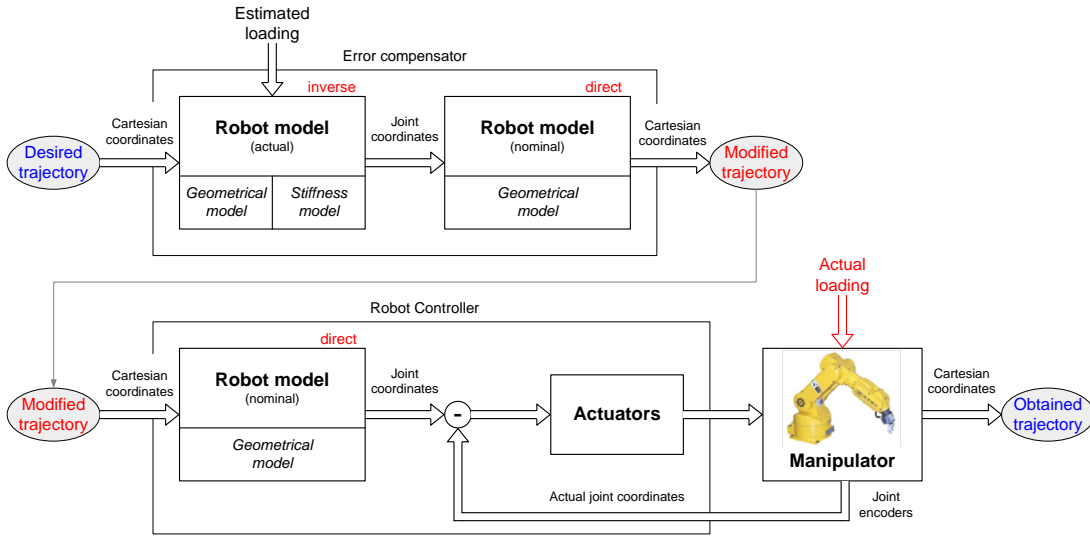 Estimated
loading
Error compensator
inverse
direct
Cartesian
coordinates
Robot model
(actual)
Joint
coordinates
Robot model
(nominal)
Cartesian
coordinates
Desired
trajectory
Modified
trajectory
Geometrical
model
Stiffness
model
Geometrical
model
Actual
loading
Robot Controller
direct
Cartesian
coordinates
Robot model
(nominal)
Joint
coordinates
Cartesian
coordinates
Modified
trajectory
-
Actuators
Obtained
trajectory
Geometrical
model
Manipulator
Actual joint coordinates
Joint
encoders